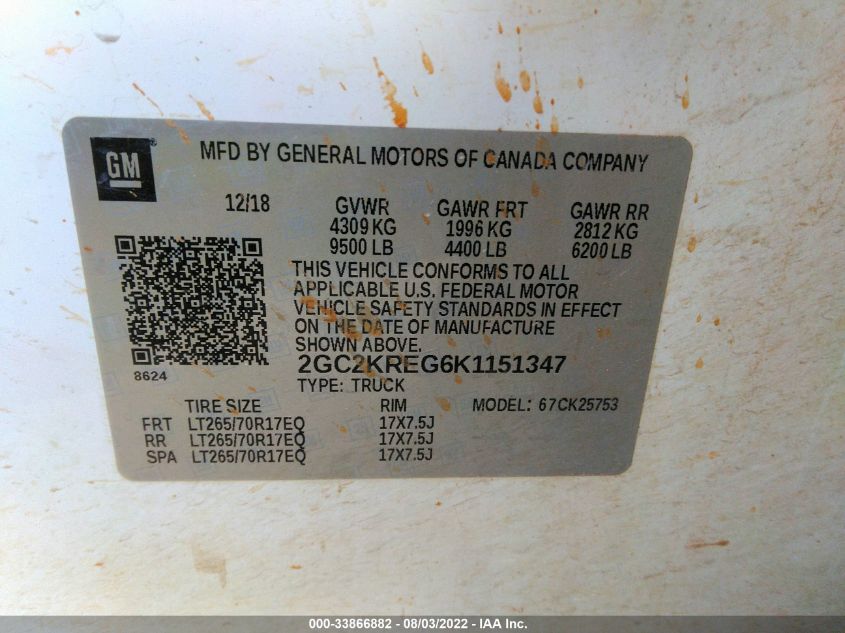 GM
MFD BY GENERAL MOTORS OF CANADA COMPANY
12/18 GVWR GAWR FRT GAWR RR
4309 KG 1996 KG 2812 KG
9500 LB 4400 LB 6200 LB
THIS VEHICLE CONFORMS TO ALL
APPLICABLE U.S. FEDERAL MOTOR
VEHICLE SAFETY STANDARDS IN EFFECT
ON THE DATE OF MANUFACTURE
SHOWN ABOVE.
2GC2KREG6K1151347
8624
TYPE: TRUCK
TIRE SIZE RIM MODEL: 67CK25753
FRT LT265/70R17EQ 17X7.5J
RR LT265/70R17EQ 17X7.5J
SPA LT265/70R17EQ 17X7.5J
000-33866882 - 08/03/2022 - IAA Inc.